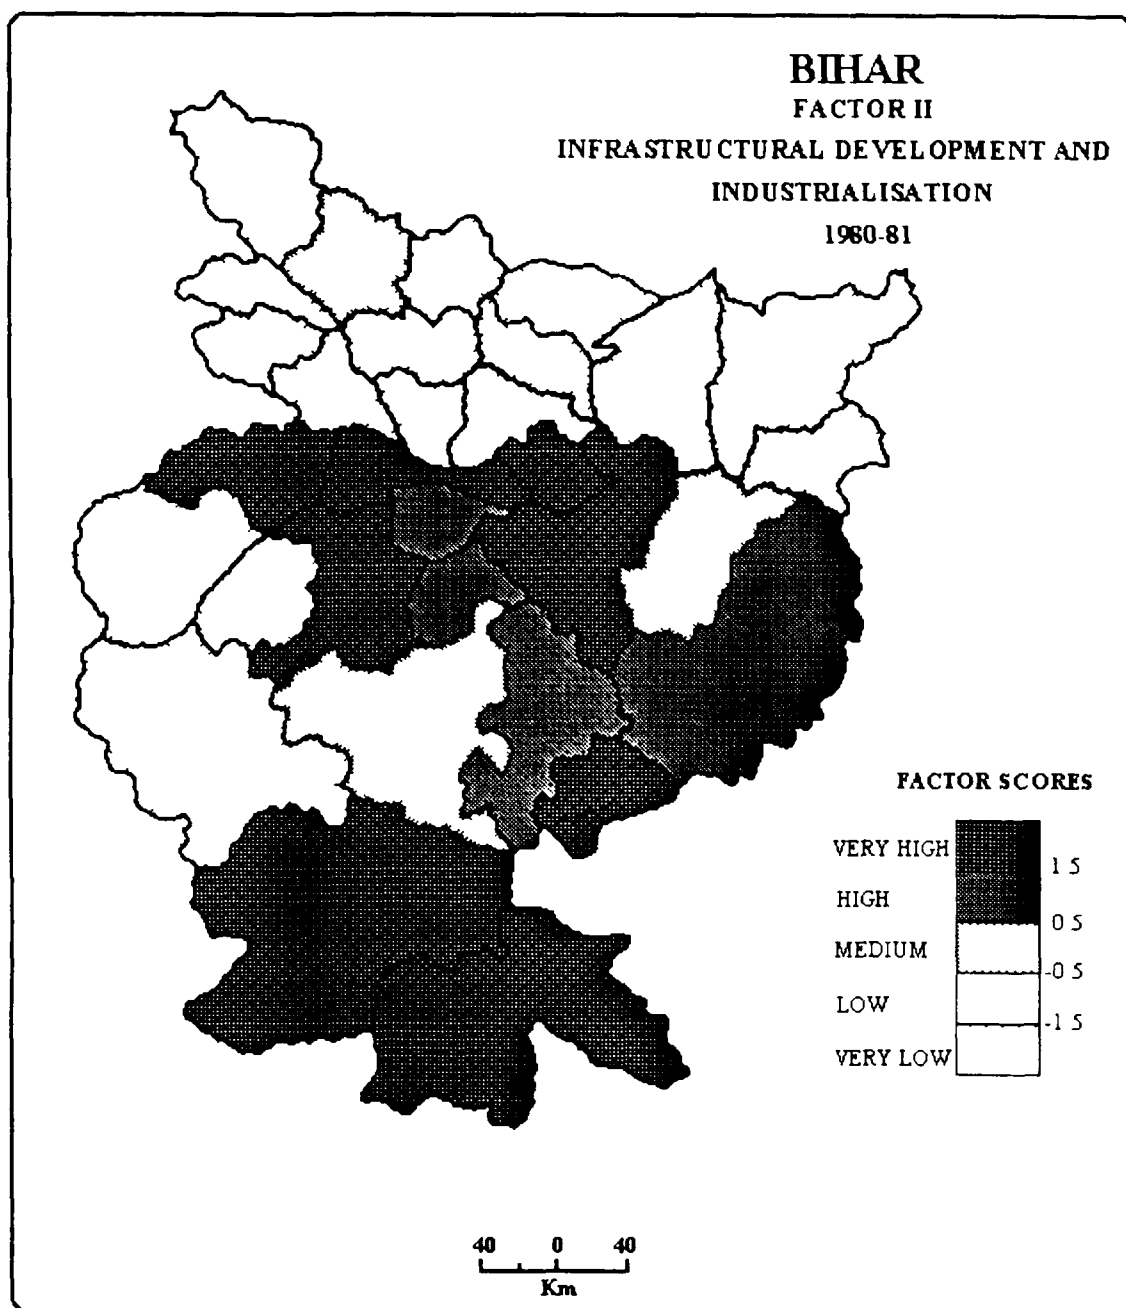 BIHAR
FACTOR II
INFRASTRUCTURAL DEVELOPMENT AND
INDUSTRIALISATION
1980-81
FACTOR SCORES
VERY HIGH
1 5
HIGH
0 5
MEDIUM
-0 5
LOW
-1 5
VERY LOW
40 0 40
Km